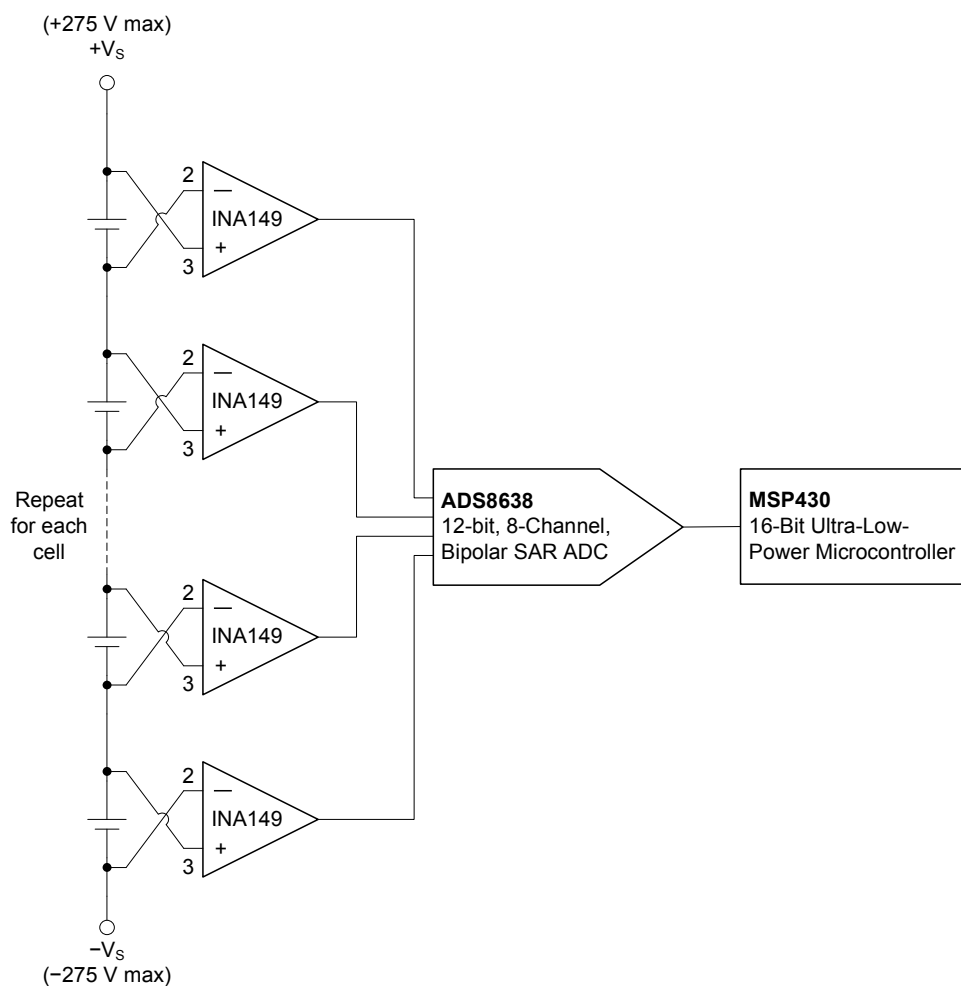 (+275 V max)
+VS
2
−
INA149
+
3
2
−
INA149
+
3
Repeat
for each
cell
ADS8638
12-bit, 8-Channel,
Bipolar SAR ADC
MSP430
16-Bit Ultra-Low-
Power Microcontroller
2
−
INA149
+
3
2
−
INA149
+
3
−VS
(−275 V max)